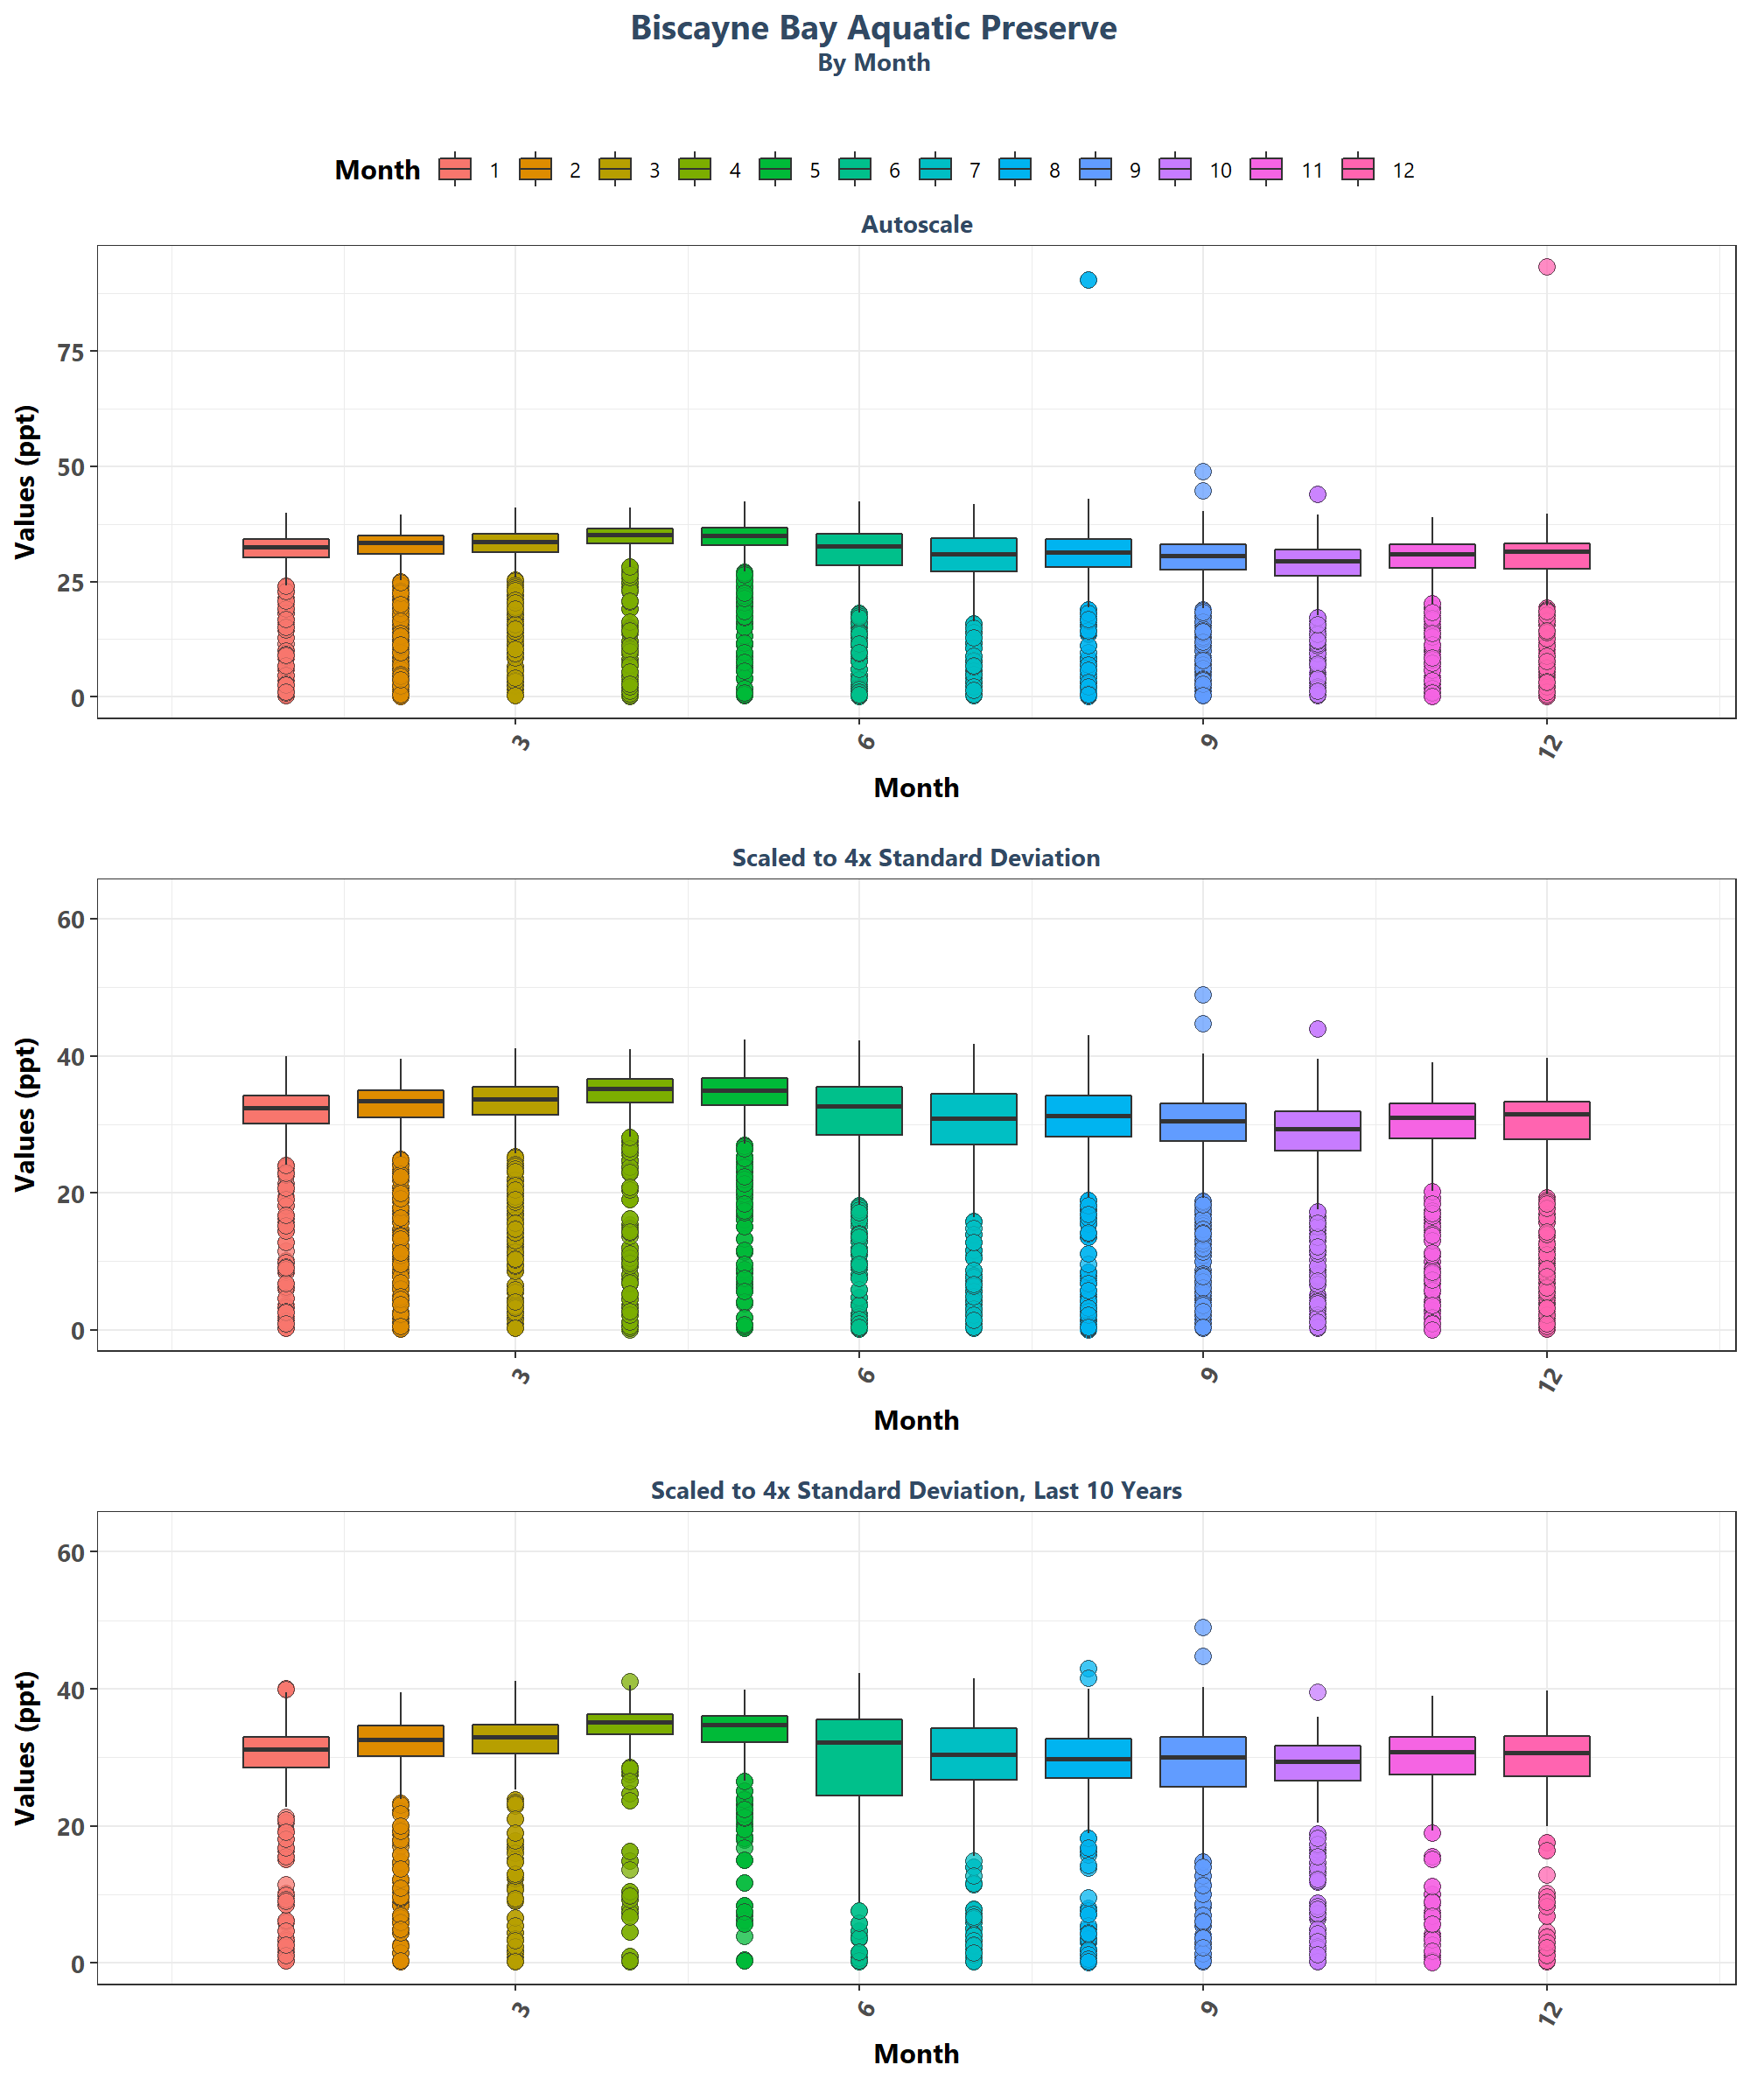 Biscayne Bay Aquatic Preserve
By Month
Month 1 2 3 4 5 6 7 8 9 10 11 12
Autoscale
Values (ppt)
75
50
25
0
3 6 9 12
Month
Scaled to 4x Standard Deviation
Values (ppt)
60
40
20
0
3 6 9 12
Month
Scaled to 4x Standard Deviation, Last 10 Years
Values (ppt)
60
40
20
0
3 6 9 12
Month